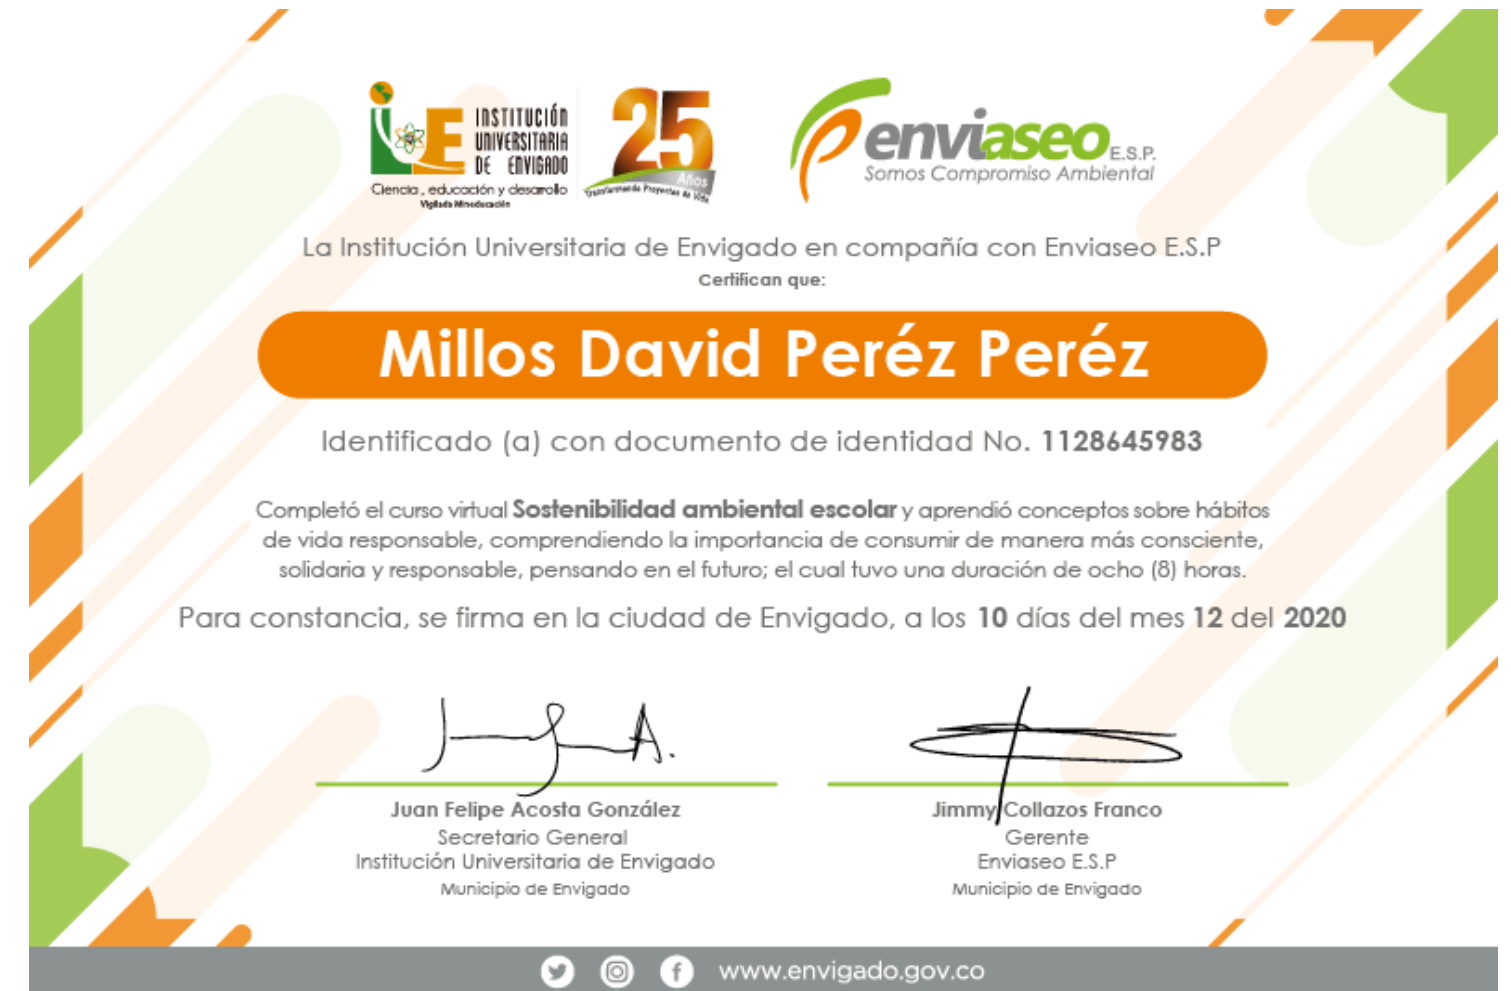 INSTITUCIÓN
UNIVERSITARIA
DE ENVIGADO
Ciencia, educación y desarrollo
Vigilada Mineducación
25
Años
Transformando Proyectos de Vida
enviaseo E.S.P.
Somos Compromiso Ambiental
La Institución Universitaria de Envigado en compañía con Enviaseo E.S.P
Certifican que:
Millos David Peréz Peréz
Identificado (a) con documento de identidad No. 1128645983
Completó el curso virtual Sostenibilidad ambiental escolar y aprendió conceptos sobre hábitos
de vida responsable, comprendiendo la importancia de consumir de manera más consciente,
solidaria y responsable, pensando en el futuro; el cual tuvo una duración de ocho (8) horas.
Para constancia, se firma en la ciudad de Envigado, a los 10 días del mes 12 del 2020
Juan Felipe Acosta González
Secretario General
Institución Universitaria de Envigado
Municipio de Envigado
Jimmy Collazos Franco
Gerente
Enviaseo E.S.P
Municipio de Envigado
www.envigado.gov.co